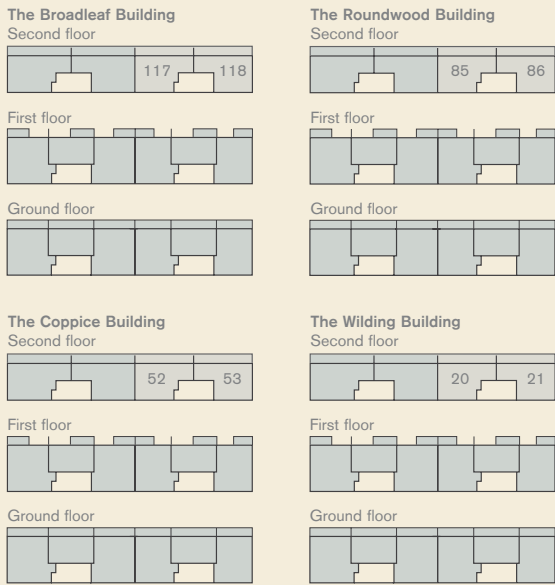 The Broadleaf Building
Second floor
117 118
First floor
Ground floor
The Roundwood Building
Second floor
85 86
First floor
Ground floor
The Coppice Building
Second floor
52 53
First floor
Ground floor
The Wilding Building
Second floor
20 21
First floor
Ground floor